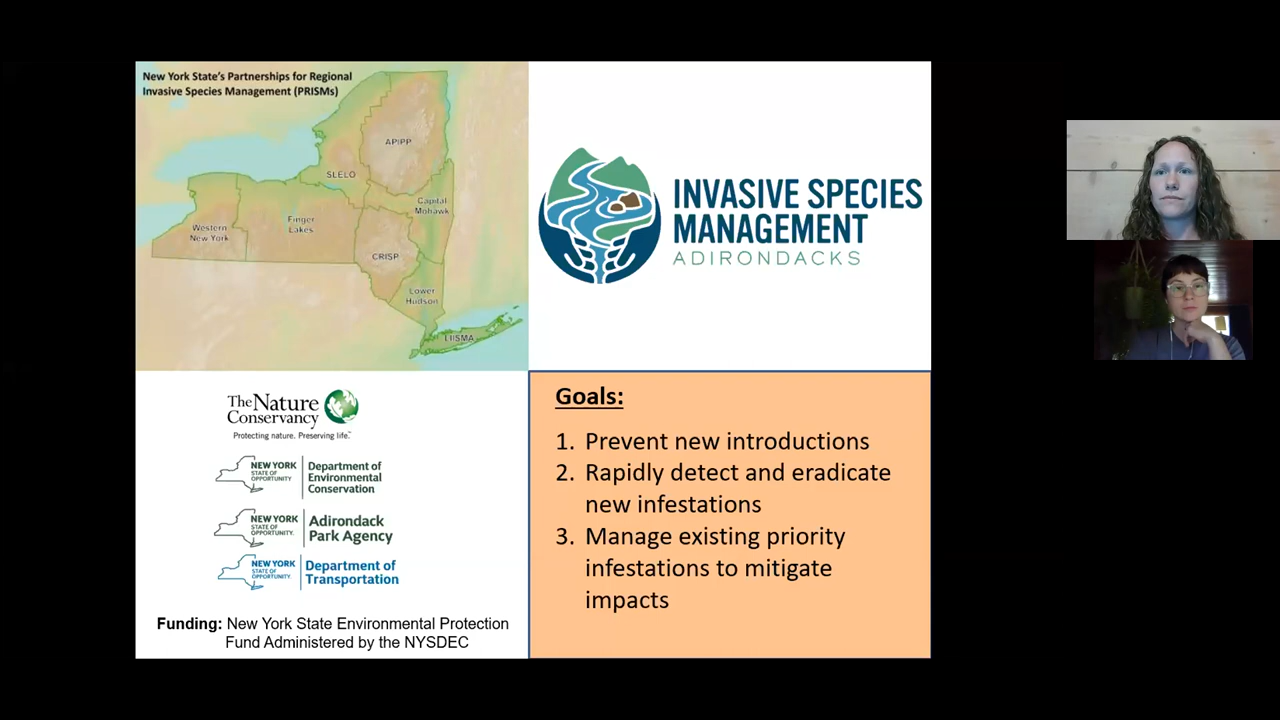 New York State's Partnerships for Regional
Invasive Species Management (PRISMs)
APIPP
SLELO
Capital
Mohawk
Finger
Lakes
Western
New York
CRISP
Lower
Hudson
LIISMA
INVASIVE SPECIES
MANAGEMENT
ADIRONDACKS
The Nature
Conservancy
Protecting nature. Preserving life.™
NEW YORK
STATE OF
OPPORTUNITY
Department of
Environmental
Conservation
NEW YORK
STATE OF
OPPORTUNITY.
Adirondack
Park Agency
NEW YORK
STATE OF
OPPORTUNITY.
Department of
Transportation
Funding: New York State Environmental Protection
Fund Administered by the NYSDEC
Goals:
1. Prevent new introductions
2. Rapidly detect and eradicate
new infestations
3. Manage existing priority
infestations to mitigate
impacts